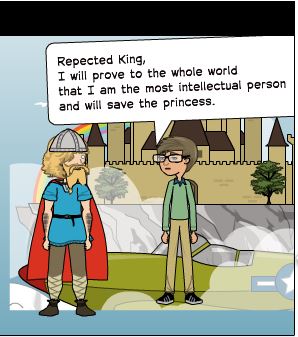 Repected King,
I will prove to the whole world
that I am the most intellectual person
and will save the princess.